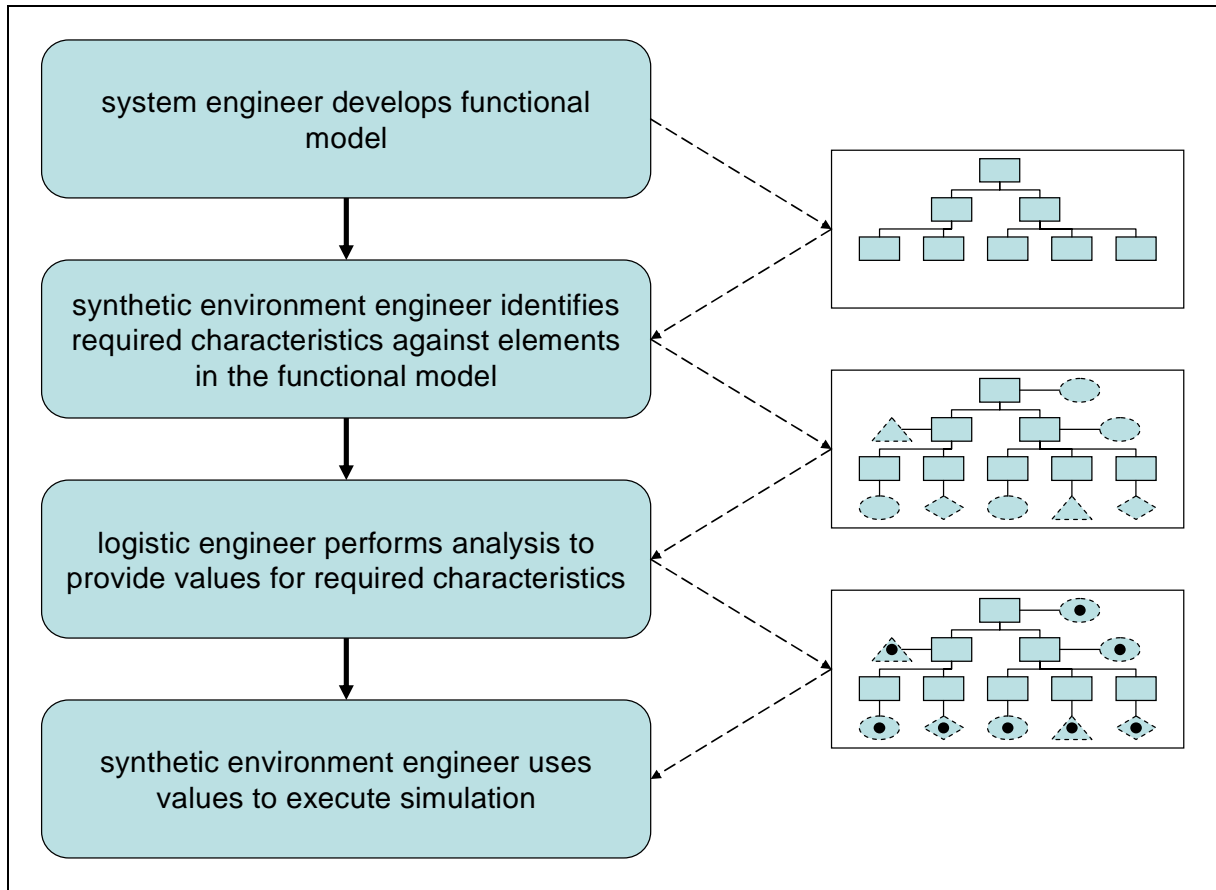 system engineer develops functional
model
synthetic environment engineer identifies
required characteristics against elements
in the functional model
logistic engineer performs analysis to
provide values for required characteristics
synthetic environment engineer uses
values to execute simulation